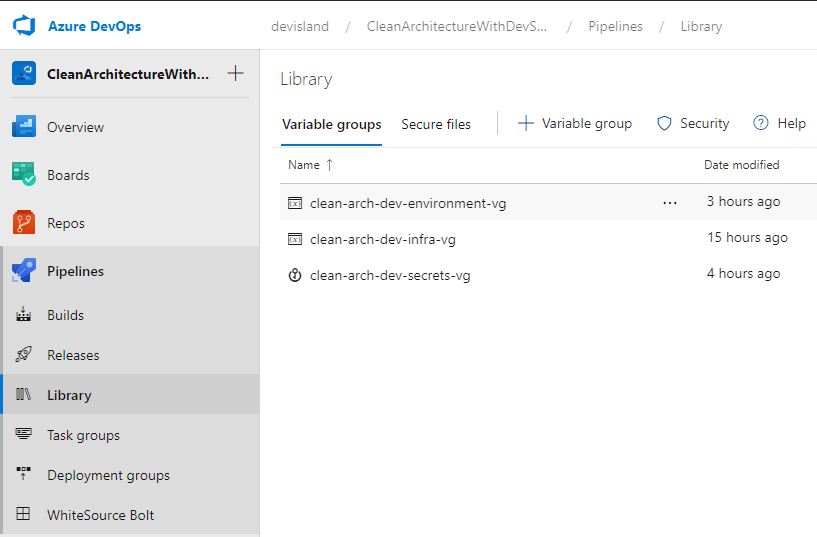 Azure DevOps
devisland / CleanArchitectureWithDevS... / Pipelines / Library
CleanArchitectureWith... +
Overview
Boards
Repos
Pipelines
Builds
Releases
Library
Task groups
Deployment groups
WhiteSource Bolt
Library
Variable groups Secure files + Variable group Security ? Help
Name ↑ Date modified
clean-arch-dev-environment-vg ... 3 hours ago
clean-arch-dev-infra-vg 15 hours ago
clean-arch-dev-secrets-vg 4 hours ago